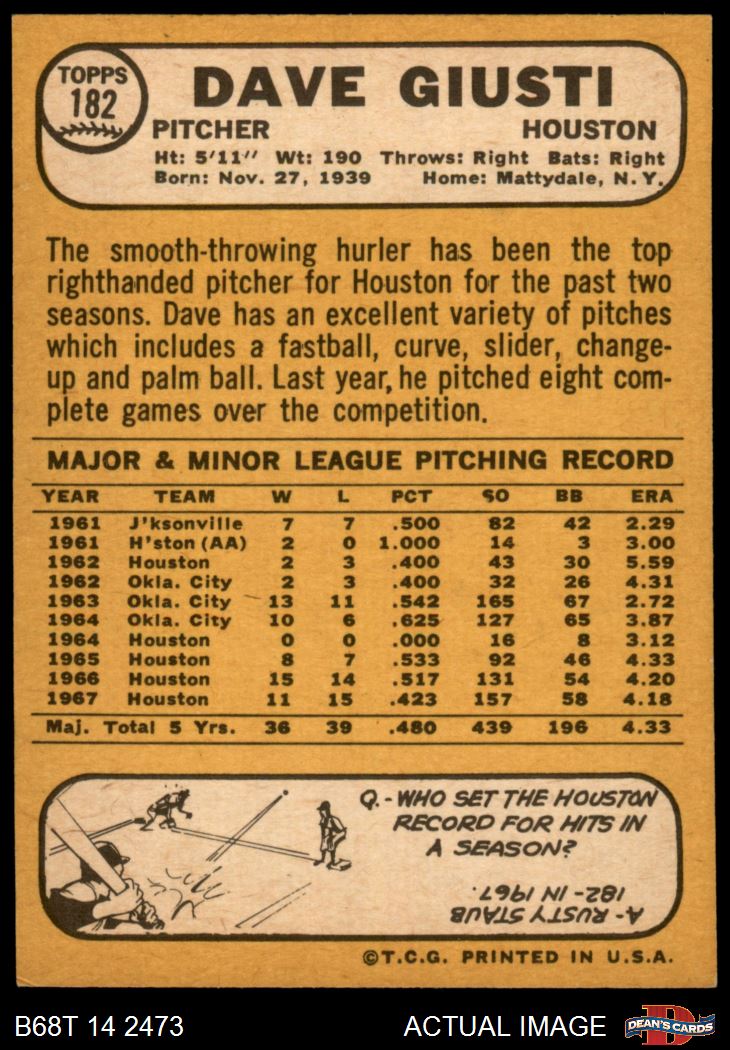 TOPPS
182
DAVE GIUSTI
PITCHER HOUSTON
Ht: 5'11" Wt: 190 Throws: Right Bats: Right
Born: Nov. 27, 1939 Home: Mattydale, N. Y.
The smooth-throwing hurler has been the top
righthanded pitcher for Houston for the past two
seasons. Dave has an excellent variety of pitches
which includes a fastball, curve, slider, change-
up and palm ball. Last year, he pitched eight com-
plete games over the competition.
MAJOR & MINOR LEAGUE PITCHING RECORD
YEAR TEAM W L PCT SO BB ERA
1961 J'ksonville 7 7 .500 82 42 2.29
1961 H'ston (AA) 2 0 1.000 14 3 3.00
1962 Houston 2 3 .400 43 30 5.59
1962 Okla. City 2 3 .400 32 26 4.31
1963 Okla. City 13 11 .542 165 67 2.72
1964 Okla. City 10 6 .625 127 65 3.87
1964 Houston 0 0 .000 16 8 3.12
1965 Houston 8 7 .533 92 46 4.33
1966 Houston 15 14 .517 131 54 4.20
1967 Houston 11 15 .423 157 58 4.18
Maj. Total 5 Yrs. 36 39 .480 439 196 4.33
Q.-WHO SET THE HOUSTON
RECORD FOR HITS IN
A SEASON?
A-RUSTY STAUB
182-IN 1967.
©T.C.G. PRINTED IN U.S.A.
B68T 14 2473 ACTUAL IMAGE
D
DEAN'S CARDS